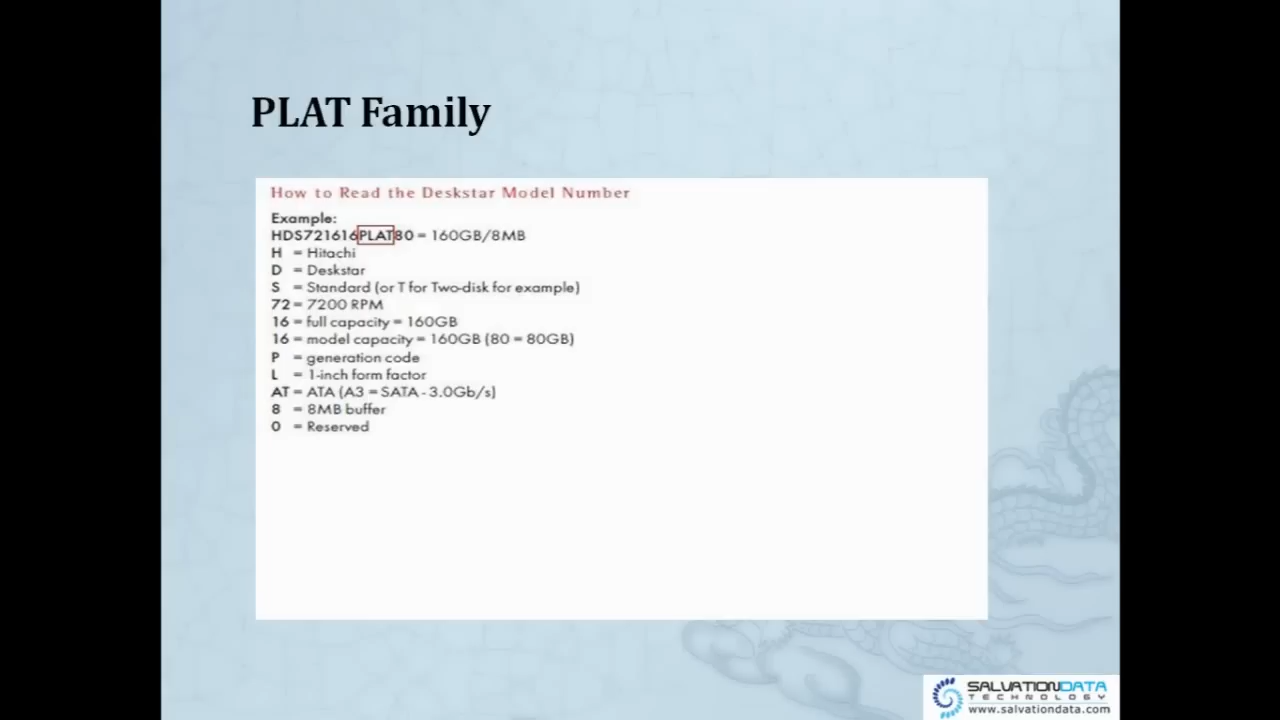 PLAT Family
How to Read the Deskstar Model Number
Example:
HDS721616PLAT80 = 160GB/8MB
H = Hitachi
D = Deskstar
S = Standard (or T for Two-disk for example)
72 = 7200 RPM
16 = full capacity = 160GB
16 = model capacity = 160GB (80 = 80GB)
P = generation code
L = 1-inch form factor
AT = ATA (A3 = SATA - 3.0Gb/s)
8 = 8MB buffer
0 = Reserved
SALVATIONDATA
TECHNOLOGY
www.salvationdata.com